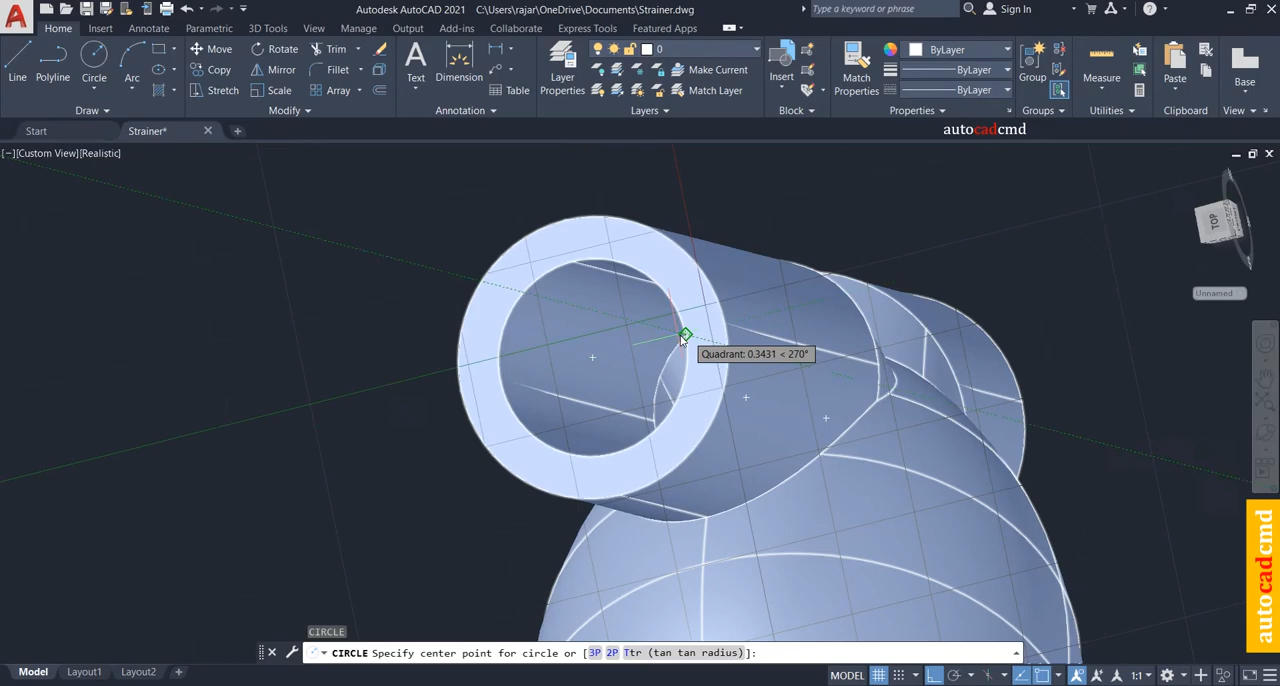 Autodesk AutoCAD 2021 C:\Users\rajar\OneDrive\Documents\Strainer.dwg
Type a keyword or phrase
Sign In
Home Insert Annotate Parametric 3D Tools View Manage Output Add-ins Collaborate Express Tools Featured Apps
Line
Polyline
Circle
Arc
Move Rotate Trim
Copy Mirror Fillet
Stretch Scale Array
Text
Dimension
Table
Layer
Properties
0
Make Current
Match Layer
Insert
Match
Properties
ByLayer
ByLayer
ByLayer
Group
Measure
Paste
Base
Draw Modify Annotation Layers Block Properties Groups Utilities Clipboard View
Start Strainer*
autocadcmd
[−][Custom View][Realistic]
TOP
Unnamed
Quadrant: 0.3431 < 270°
autocadcmd
CIRCLE
CIRCLE Specify center point for circle or [3P 2P Ttr (tan tan radius)]:
Model Layout1 Layout2
MODEL 1:1